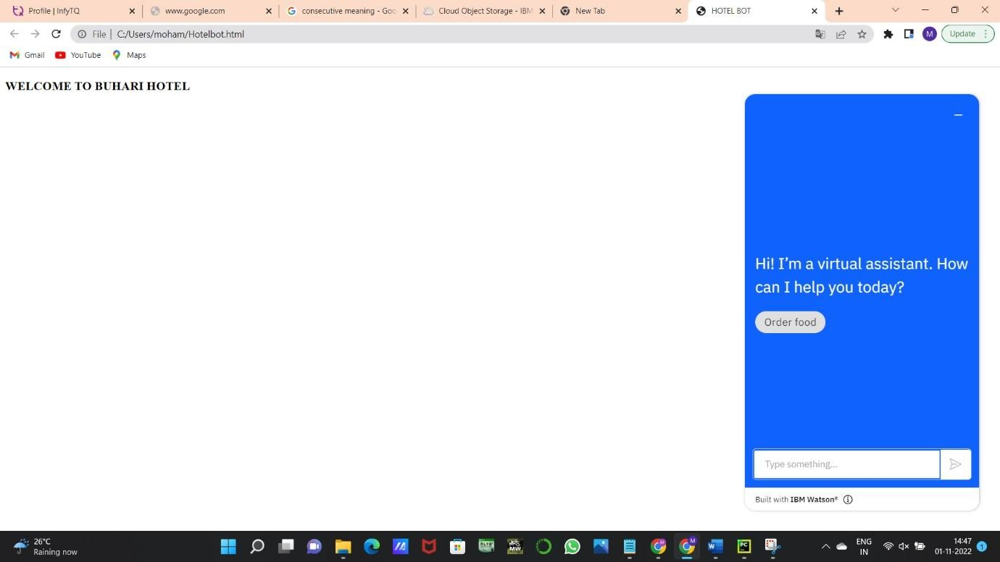 Profile | InfyTQ
www.google.com
consecutive meaning - Goo
Cloud Object Storage - IBM
New Tab
HOTEL BOT
File | C:/Users/moham/Hotelbot.html
M
Update
Gmail
YouTube
Maps
WELCOME TO BUHARI HOTEL
Hi! I'm a virtual assistant. How
can I help you today?
Order food
Type something...
Built with IBM Watson®
26°C
Raining now
ENG
IN
14:47
01-11-2022
1